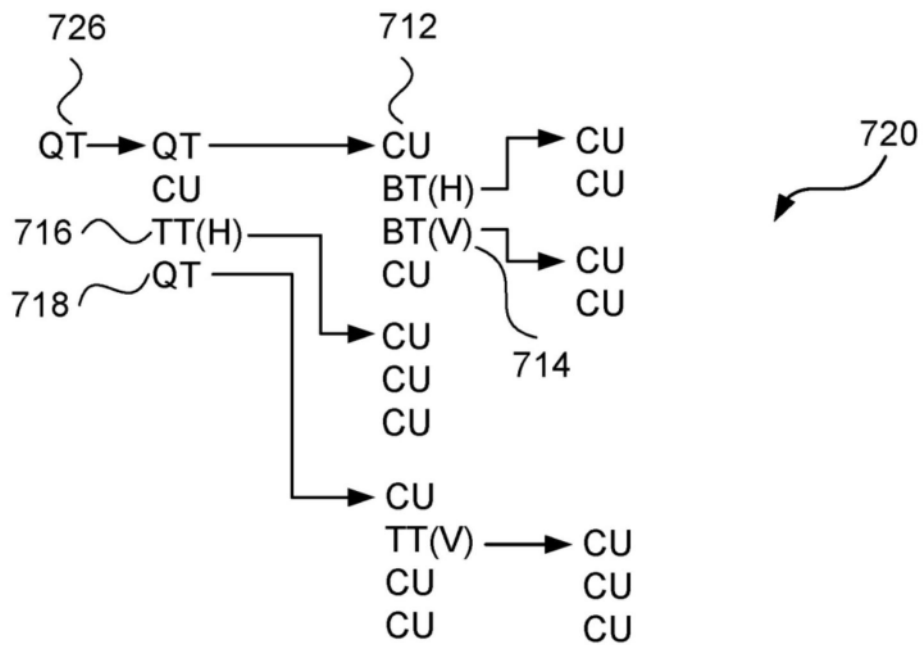 726 712
QT QT CU CU 720
CU BT(H) CU
716 TT(H) BT(V) CU
718 QT CU CU
CU 714
CU
CU
CU
TT(V) CU
CU CU
CU CU